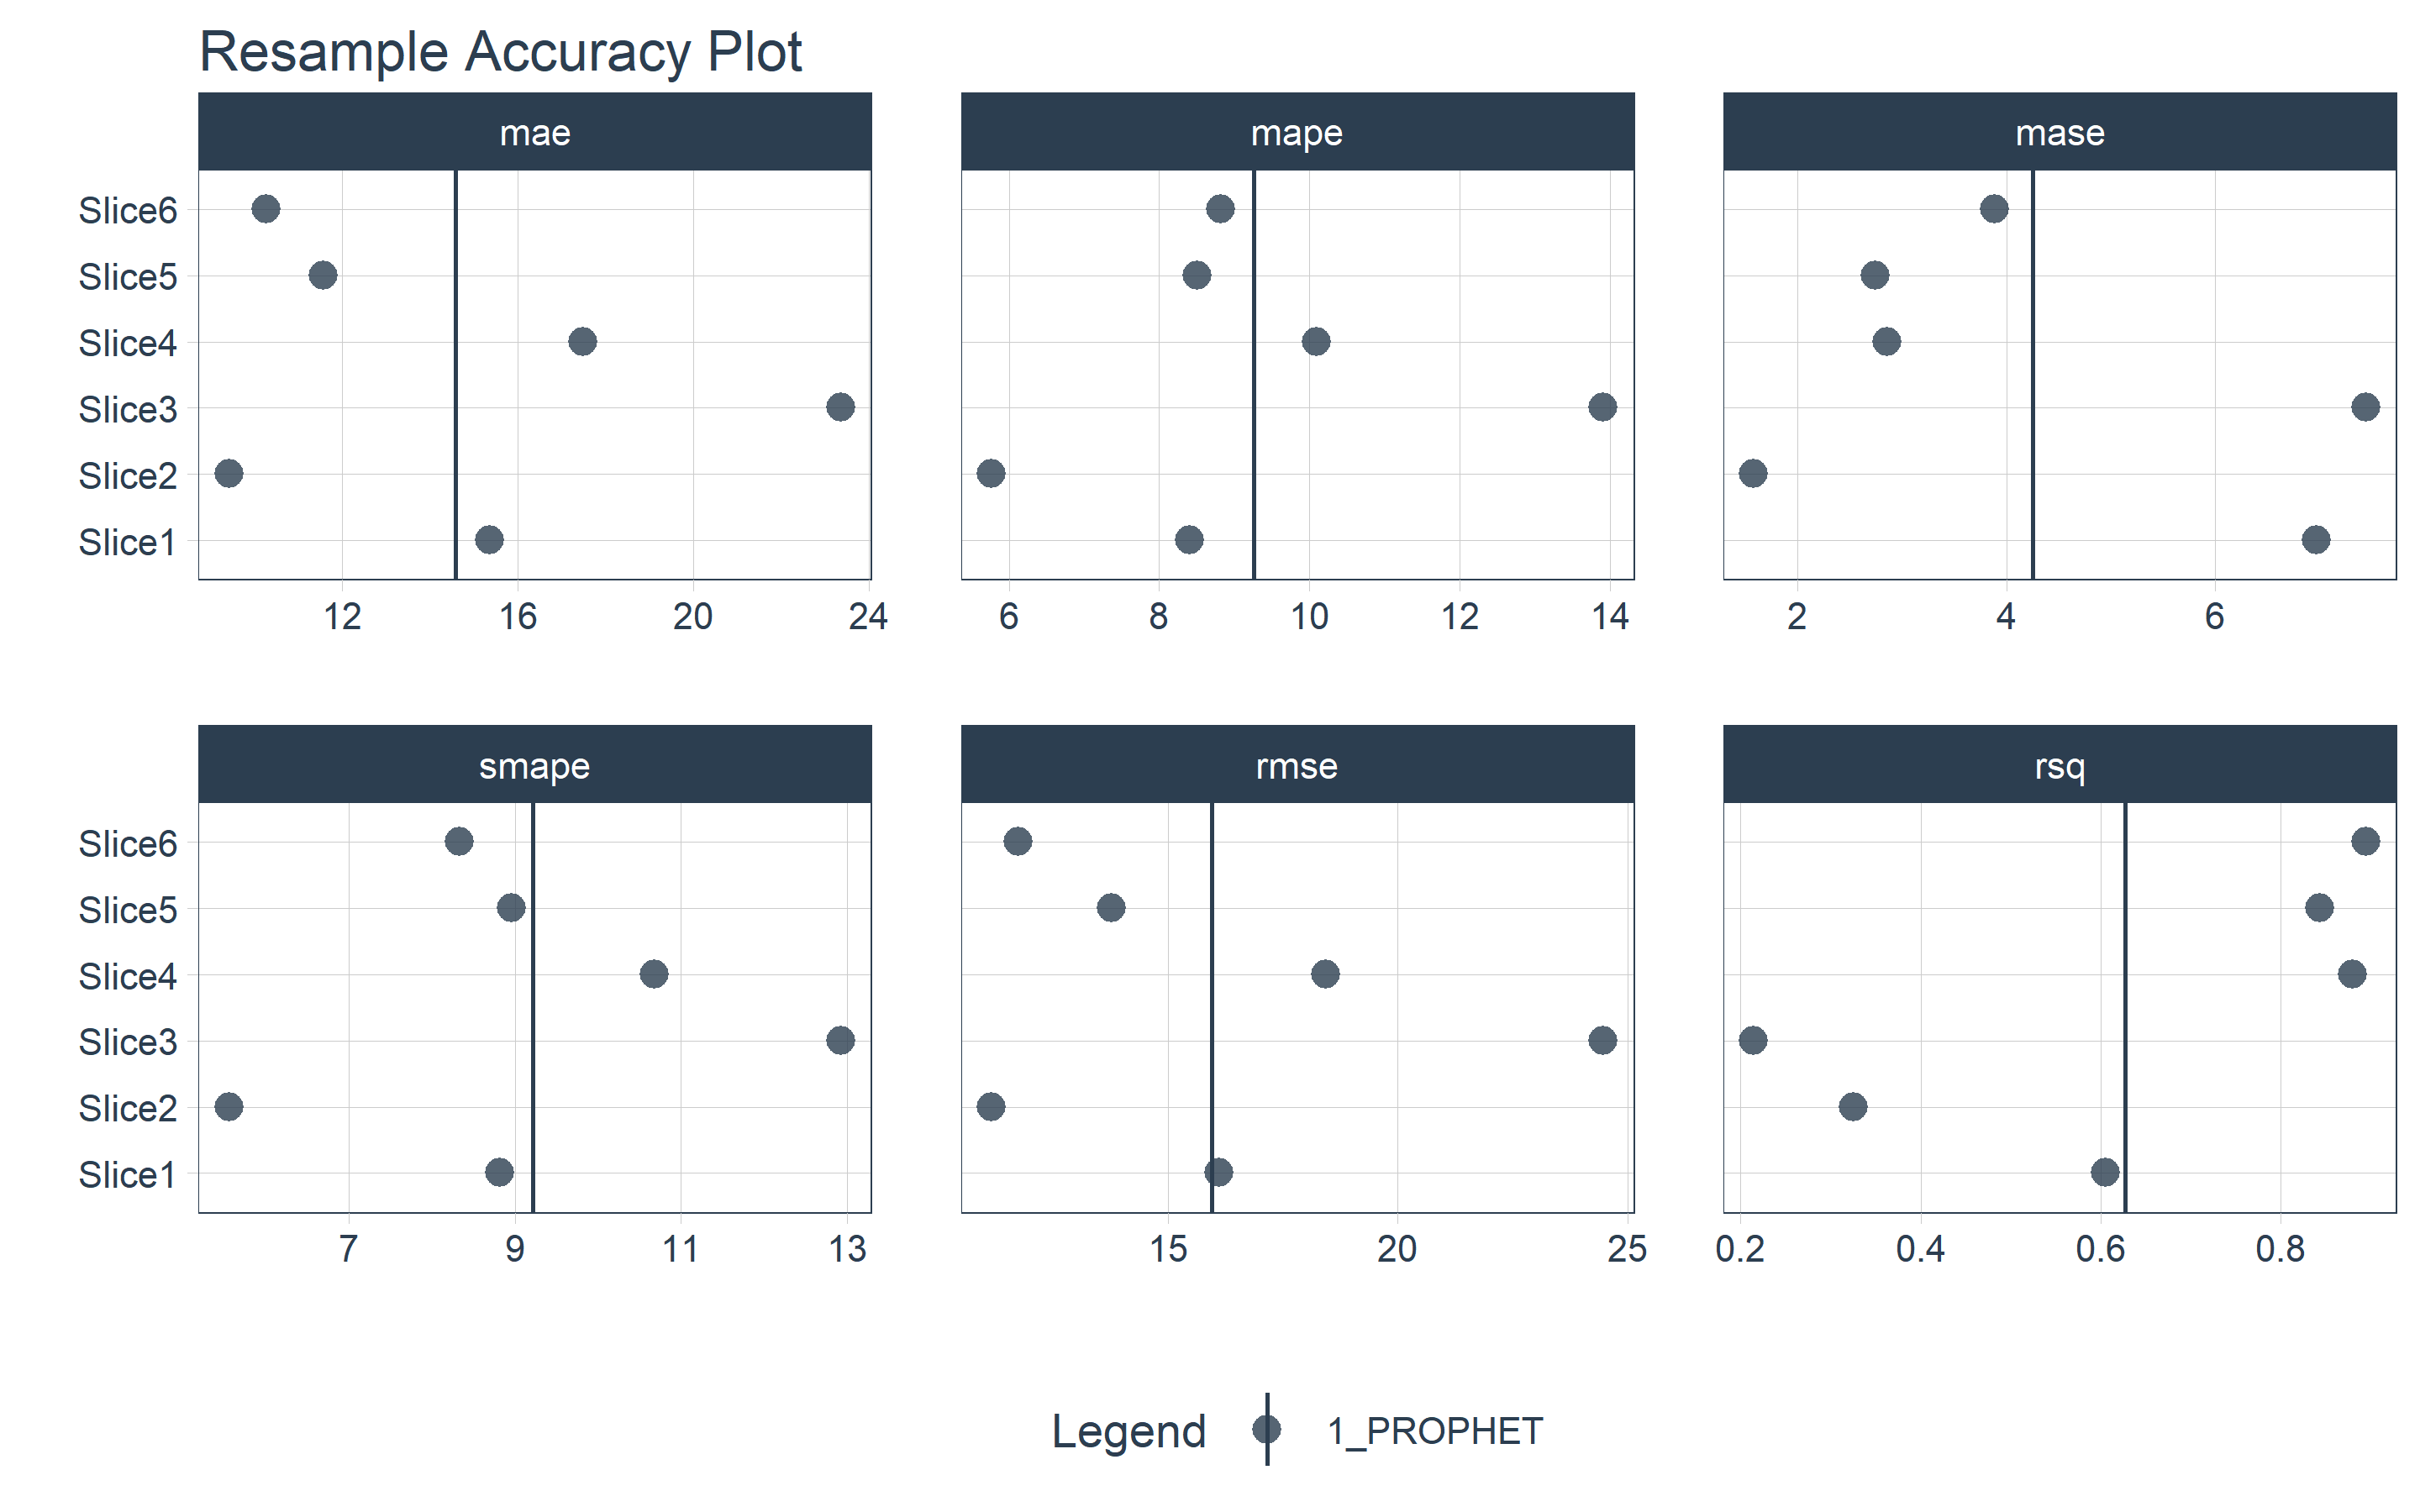 Resample Accuracy Plot
mae mape mase
Slice6
Slice5
Slice4
Slice3
Slice2
Slice1
12 16 20 24 6 8 10 12 14 2 4 6
smape rmse rsq
Slice6
Slice5
Slice4
Slice3
Slice2
Slice1
7 9 11 13 15 20 25 0.2 0.4 0.6 0.8
Legend 1_PROPHET